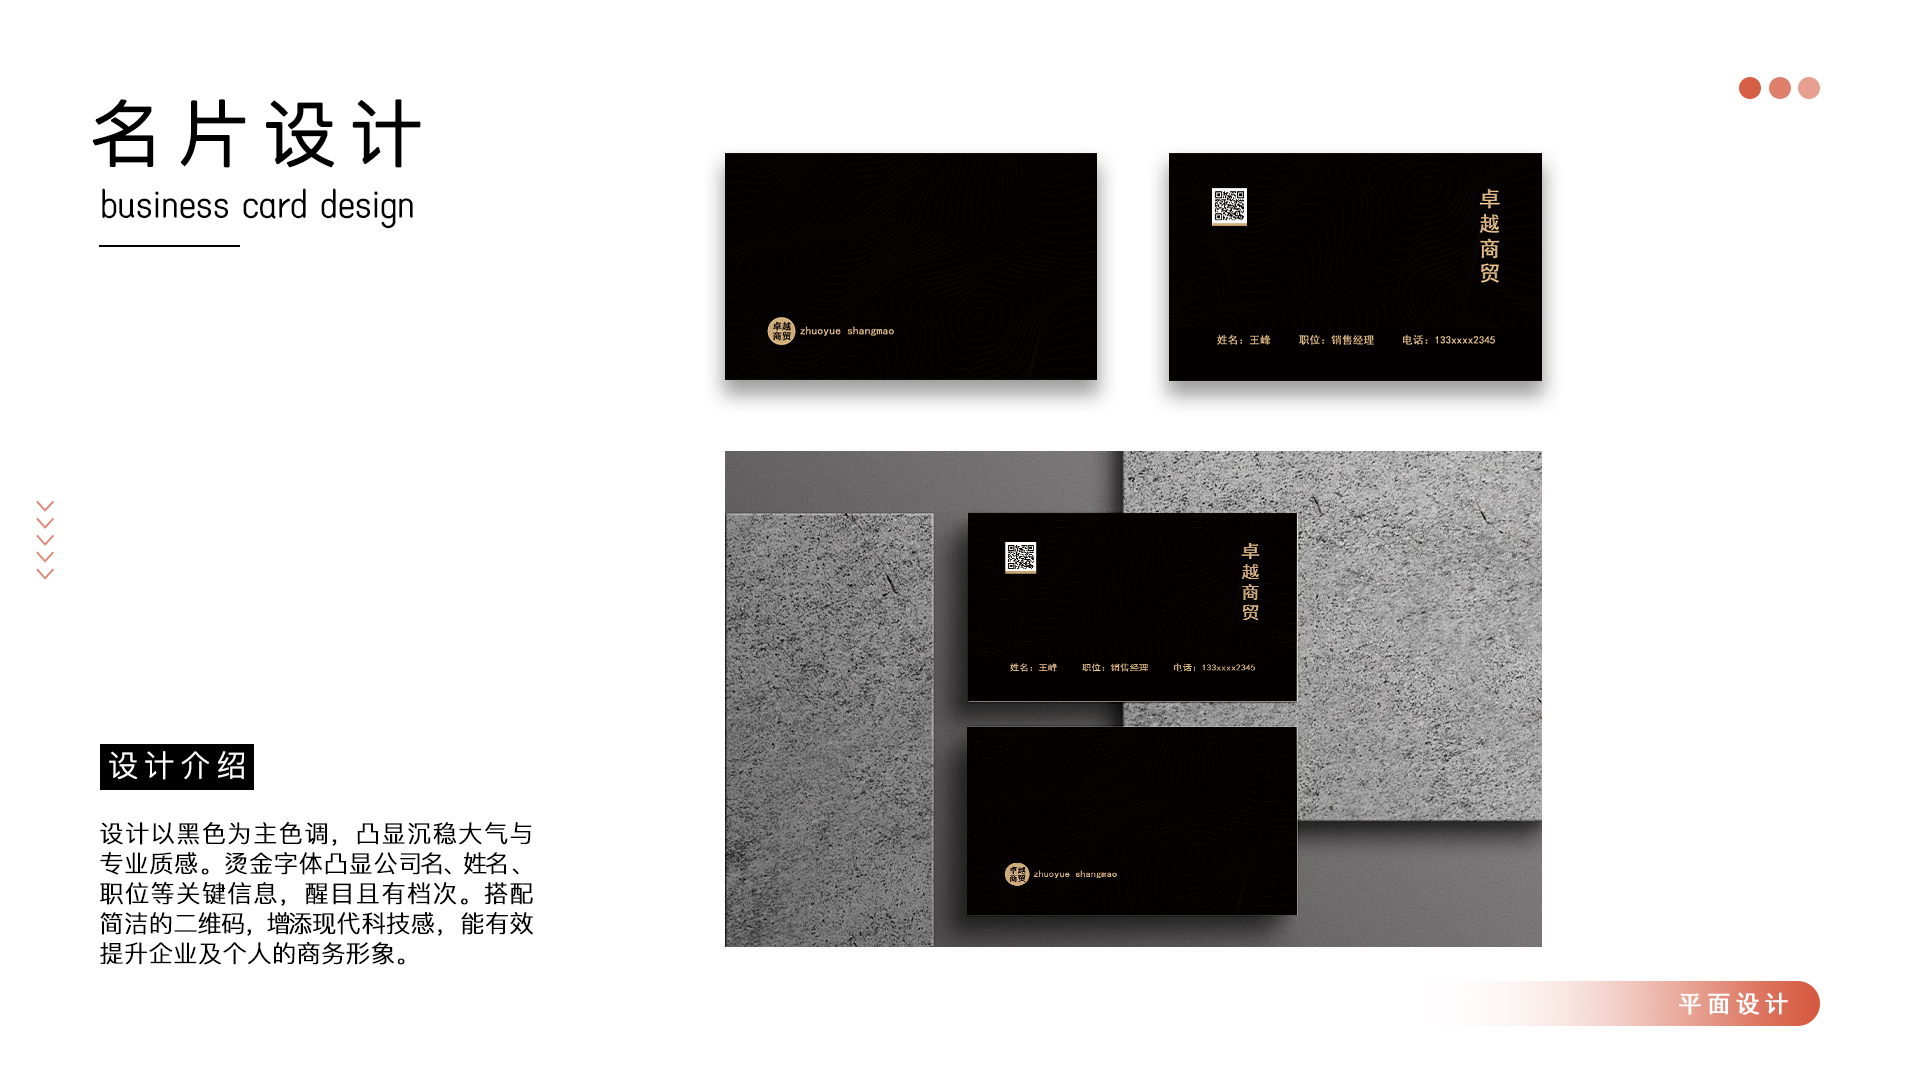 名片设计
business card design
卓越
商贸
zhuoyue shangmao
卓越商贸
姓名：王峰 职位：销售经理 电话：133xxxx2345
卓越商贸
姓名：王峰 职位：销售经理 电话：133xxxx2345
卓越
商贸
zhuoyue shangmao
设计介绍
设计以黑色为主色调，凸显沉稳大气与
专业质感。烫金字体凸显公司名、姓名、
职位等关键信息，醒目且有档次。搭配
简洁的二维码，增添现代科技感，能有效
提升企业及个人的商务形象。
平面设计